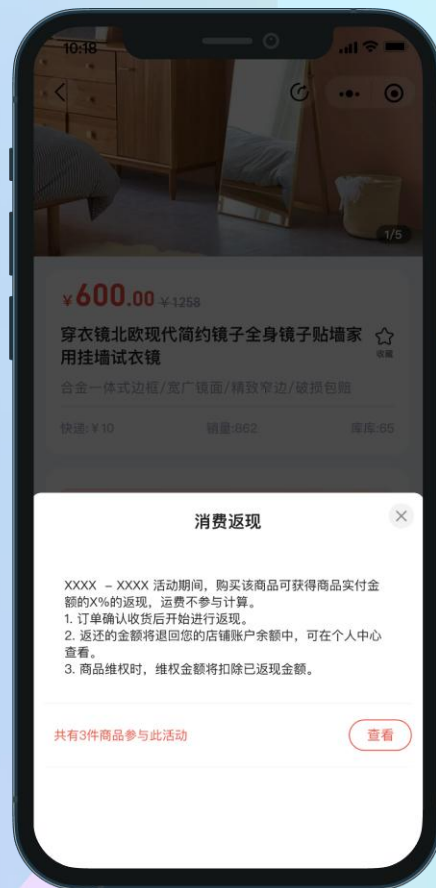 10:18
1/5
¥600.00 ¥1258
穿衣镜北欧现代简约镜子全身镜子贴墙家
用挂墙试衣镜
收藏
合金一体式边框/宽广镜面/精致窄边/破损包赔
快递:¥10 销量:862 库库:65
消费返现
XXXX - XXXX 活动期间，购买该商品可获得商品实付金
额的X%的返现，运费不参与计算。
1. 订单确认收货后开始进行返现。
2. 返还的金额将退回您的店铺账户余额中，可在个人中心
查看。
3. 商品维权时，维权金额将扣除已返现金额。
共有3件商品参与此活动 查看